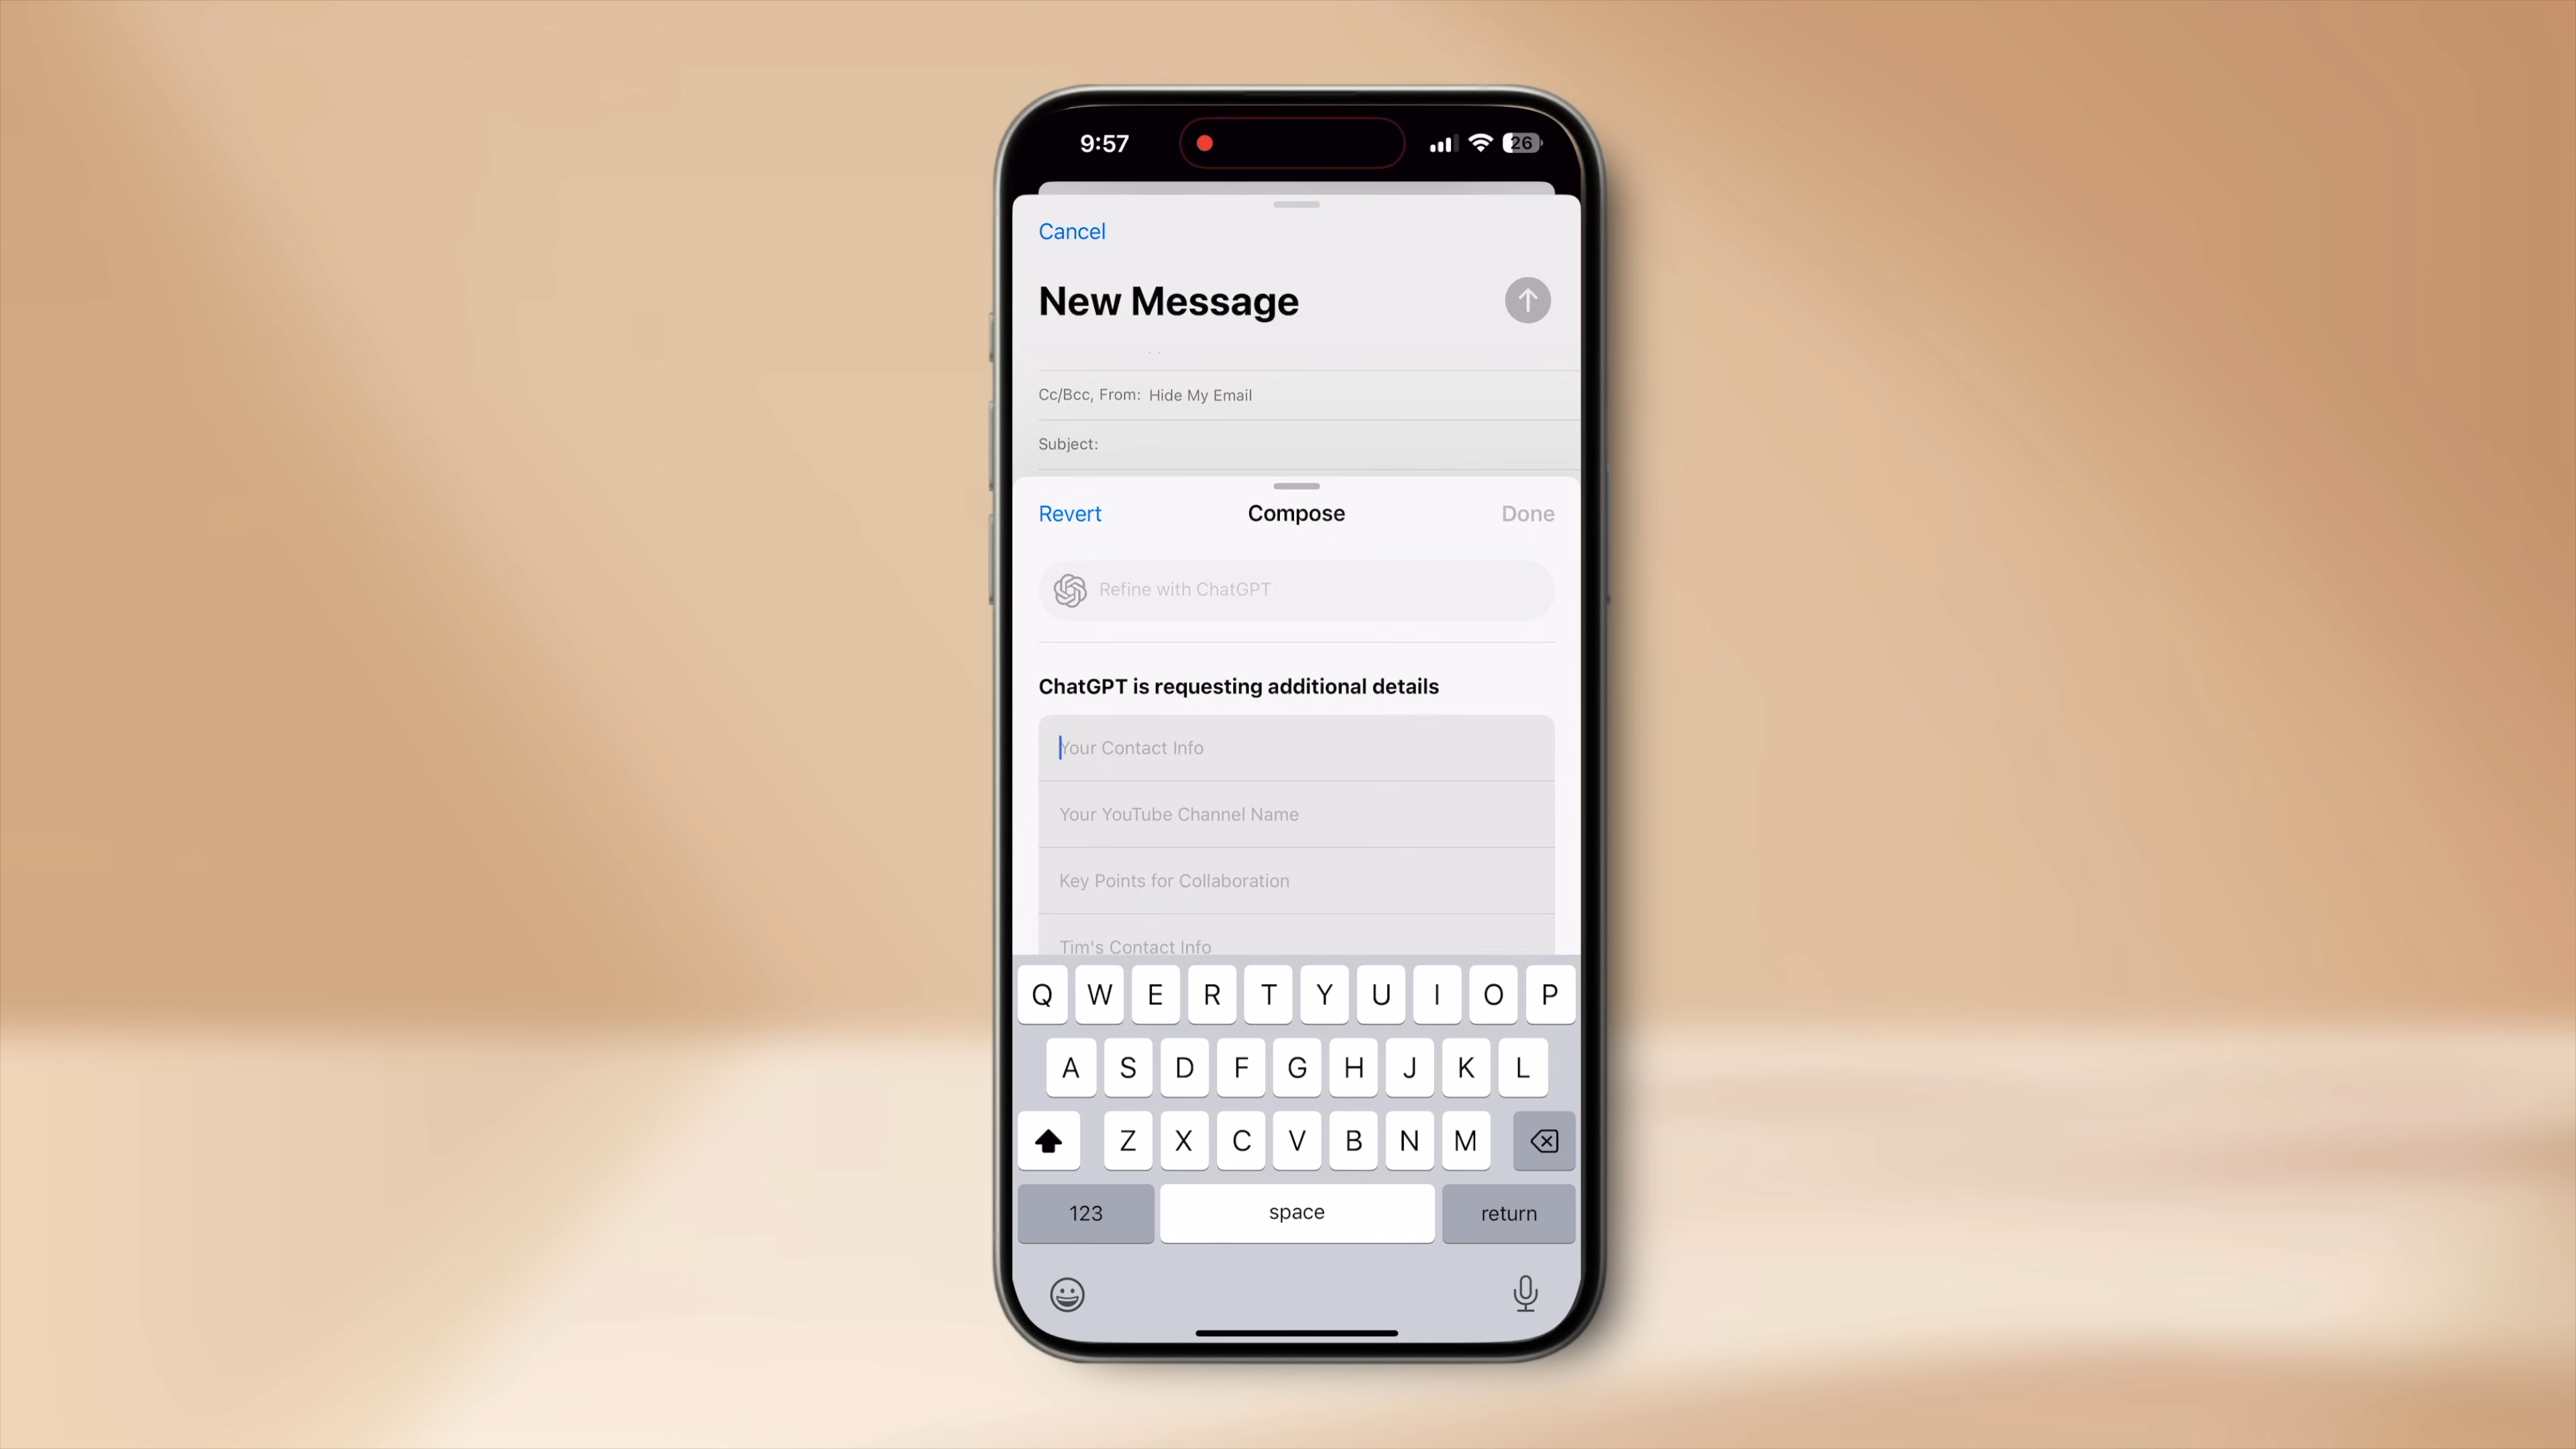 9:57
26
Cancel
New Message
Cc/Bcc, From: Hide My Email
Subject:
Revert Compose Done
Refine with ChatGPT
ChatGPT is requesting additional details
Your Contact Info
Your YouTube Channel Name
Key Points for Collaboration
Tim's Contact Info
Q W E R T Y U I O P
A S D F G H J K L
Z X C V B N M
123 space return